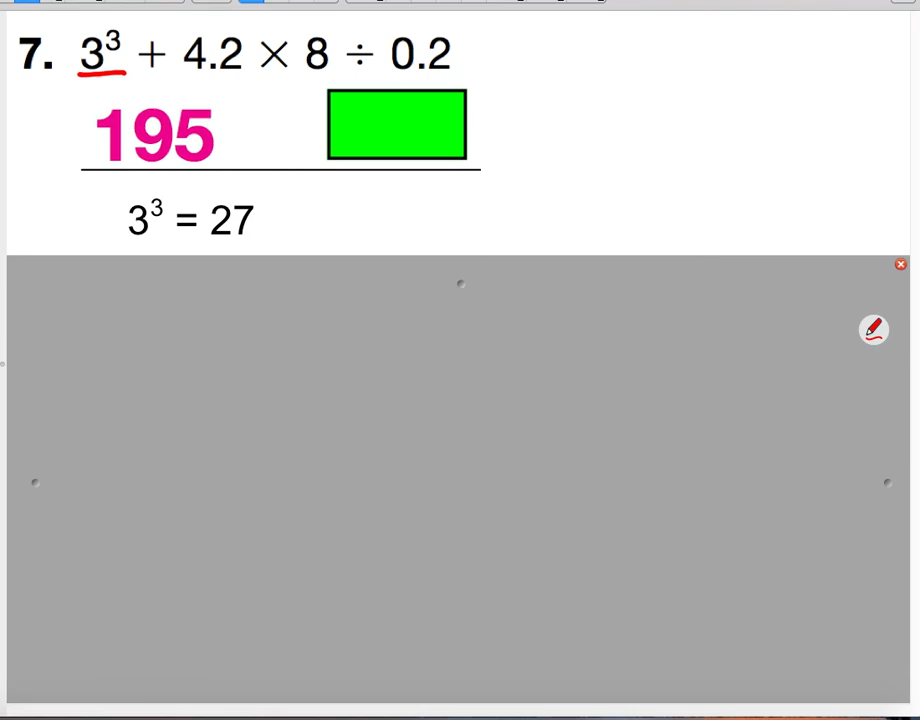 7. 3³ + 4.2 × 8 ÷ 0.2
195
3³ = 27